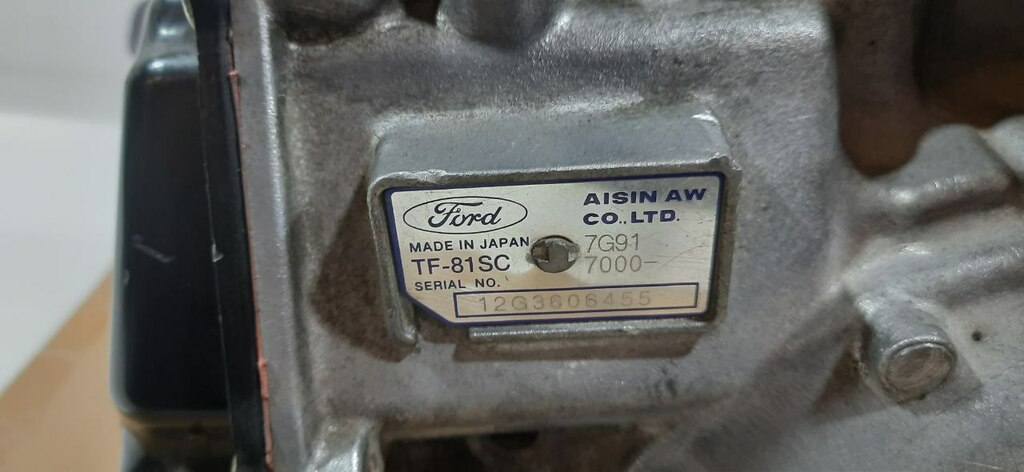 Ford
AISIN AW
CO.,LTD.
MADE IN JAPAN
7G91
TF-81SC
7000-
SERIAL NO.
12G3606455